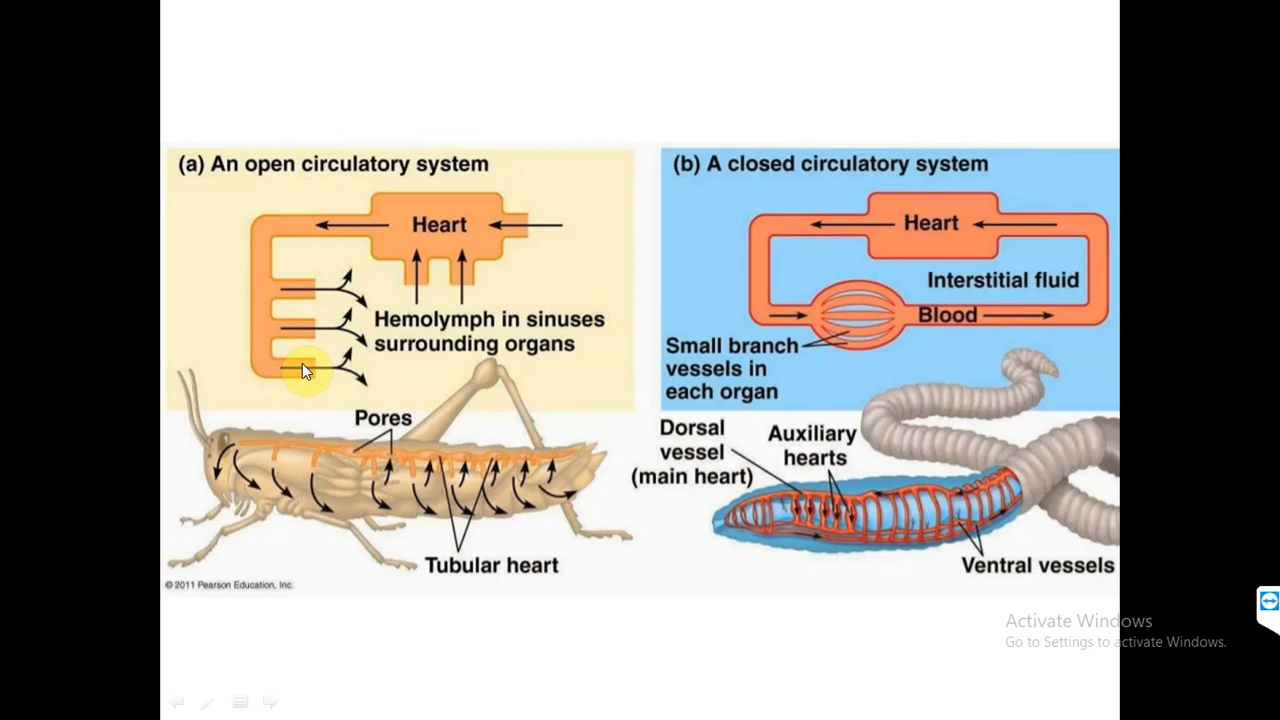 (a) An open circulatory system
Heart
Hemolymph in sinuses
surrounding organs
Pores
Tubular heart
© 2011 Pearson Education, Inc.
(b) A closed circulatory system
Heart
Interstitial fluid
Blood
Small branch
vessels in
each organ
Dorsal
vessel
(main heart)
Auxiliary
hearts
Ventral vessels
Activate Windows
Go to Settings to activate Windows.